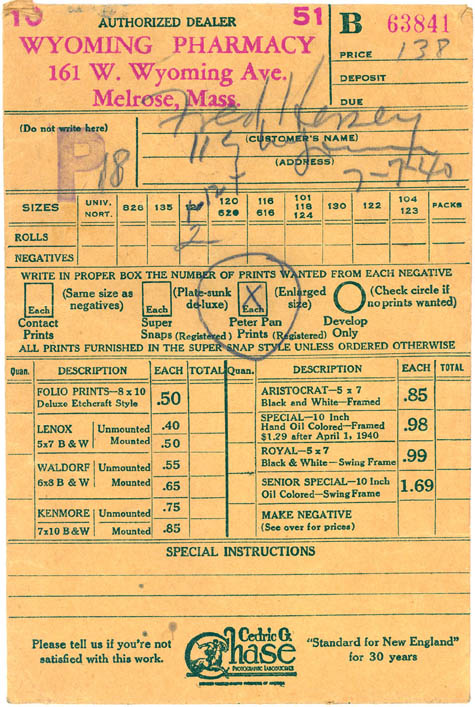 19 AUTHORIZED DEALER 51
WYOMING PHARMACY
161 W. Wyoming Ave.
Melrose, Mass.
B 63841
PRICE 138
DEPOSIT
DUE
(Do not write here)
P 18
Fred
(CUSTOMER'S NAME)
(ADDRESS)
7-7-40
SIZES UNIV. NORT. 828 135 120 620 116 616 101 118 124 130 122 104 123 PACKS
ROLLS 2
NEGATIVES
WRITE IN PROPER BOX THE NUMBER OF PRINTS WANTED FROM EACH NEGATIVE
Each (Same size as negatives) Each (Plate-sunk de-luxe) X Each (Enlarged size) (Check circle if no prints wanted)
Contact Prints Super Snaps (Registered) Peter Pan Prints (Registered) Develop Only
ALL PRINTS FURNISHED IN THE SUPER SNAP STYLE UNLESS ORDERED OTHERWISE
Quan. DESCRIPTION EACH TOTAL Quan. DESCRIPTION EACH TOTAL
FOLIO PRINTS—8 x 10 Deluxe Etchcraft Style .50
LENOX 5x7 B & W Unmounted .40
Mounted .50
WALDORF 6x8 B & W Unmounted .55
Mounted .65
KENMORE 7x10 B & W Unmounted .75
Mounted .85
ARISTOCRAT—5 x 7 Black and White—Framed .85
SPECIAL—10 Inch Hand Oil Colored—Framed $1.29 after April 1, 1940 .98
ROYAL—5 x 7 Black & White—Swing Frame .99
SENIOR SPECIAL—10 Inch Oil Colored—Swing Frame 1.69
MAKE NEGATIVE (See over for prices)
SPECIAL INSTRUCTIONS
Please tell us if you're not satisfied with this work.
Cedric G. Chase
PHOTOGRAPHIC LABORATORIES
"Standard for New England" for 30 years